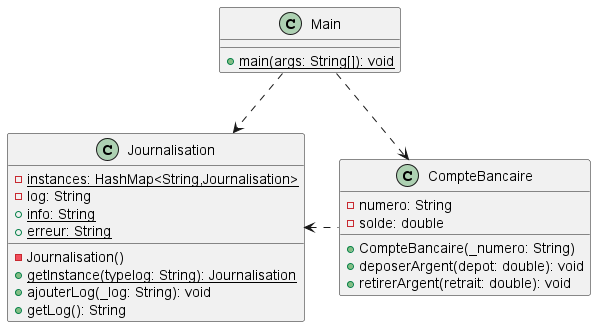 C Main
main(args: String[]): void
C Journalisation
instances: HashMap<String,Journalisation>
log: String
info: String
erreur: String
Journalisation()
getInstance(typelog: String): Journalisation
ajouterLog(_log: String): void
getLog(): String
C CompteBancaire
numero: String
solde: double
CompteBancaire(_numero: String)
deposerArgent(depot: double): void
retirerArgent(retrait: double): void